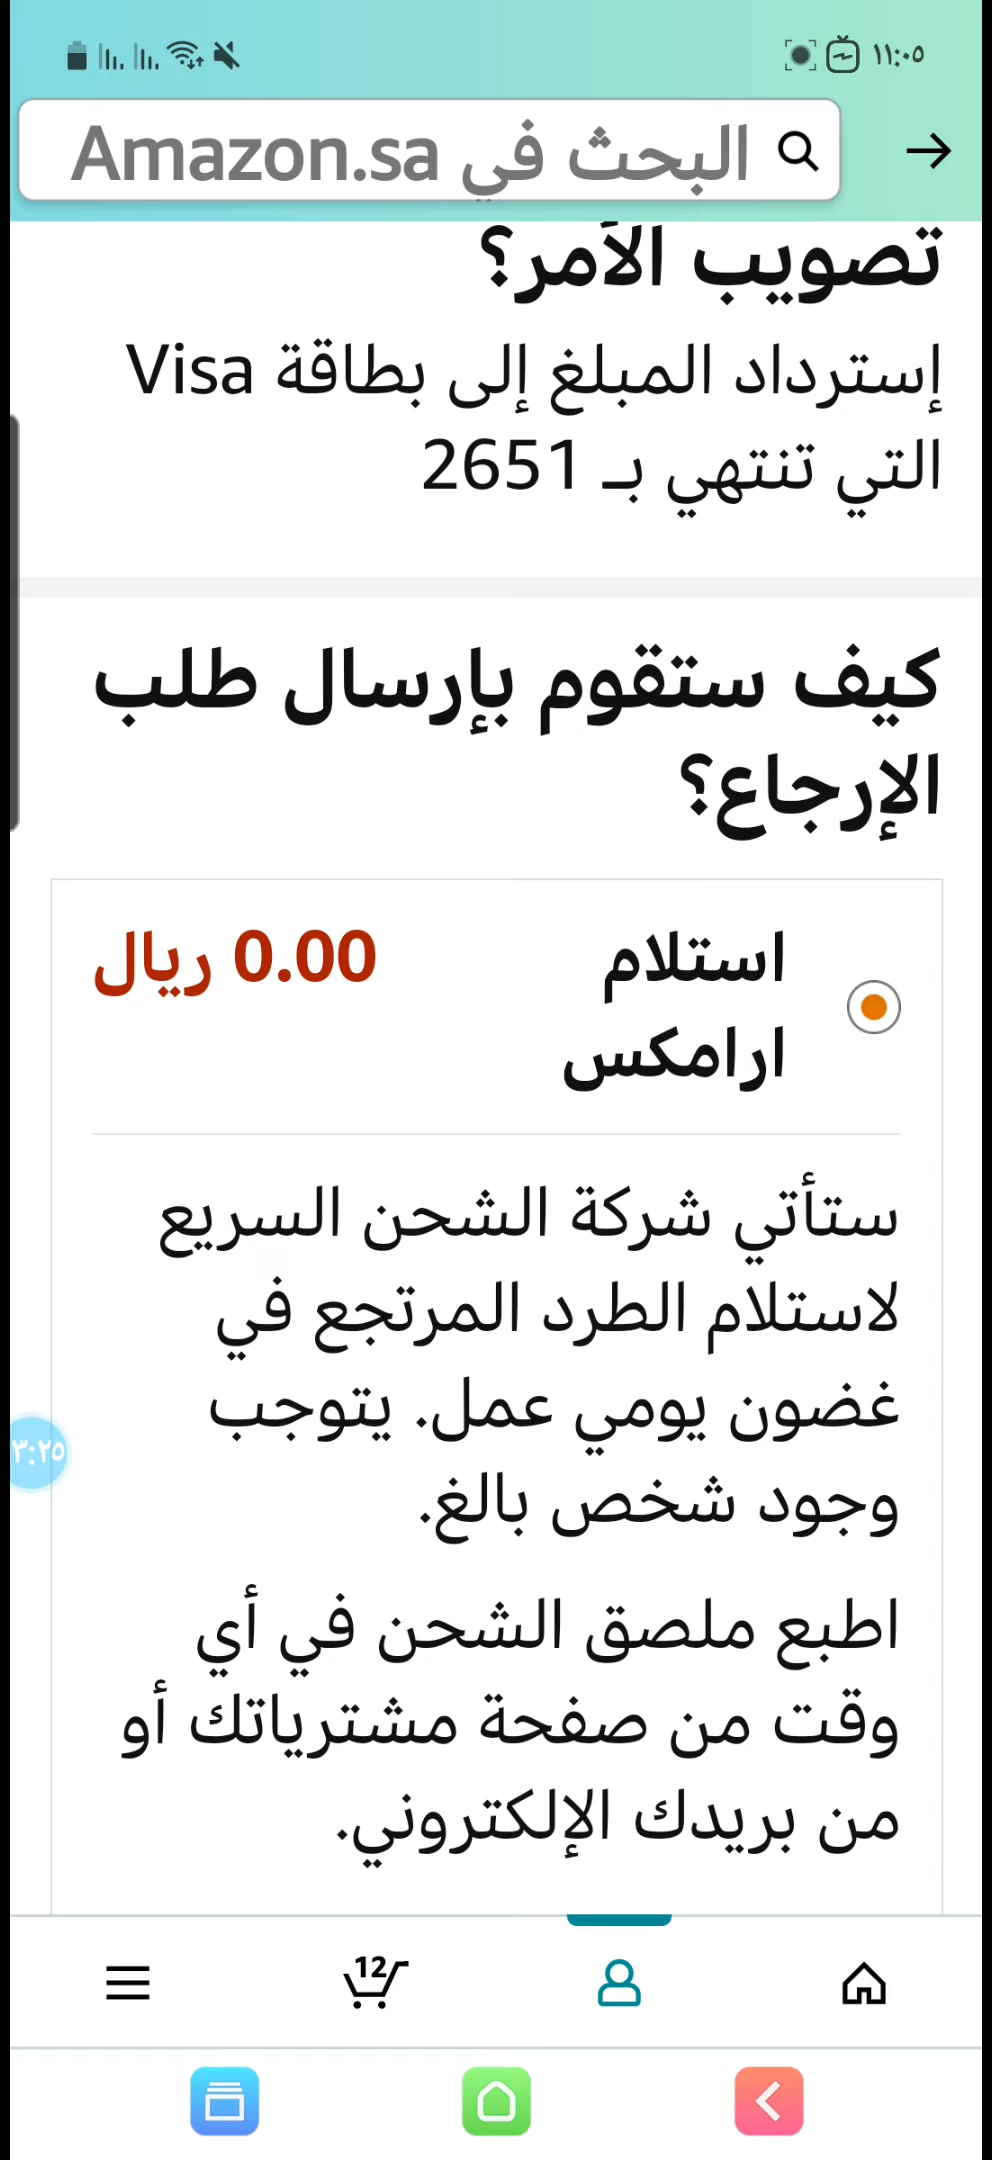 ١١:٠٥
البحث في Amazon.sa
تصويب الأمر؟
إسترداد المبلغ إلى بطاقة Visa
التي تنتهي بـ 2651
كيف ستقوم بإرسال طلب
الإرجاع؟
استلام
ارامكس
0.00 ريال
ستأتي شركة الشحن السريع
لاستلام الطرد المرتجع في
غضون يومي عمل. يتوجب
وجود شخص بالغ.
٣:٢٥
اطبع ملصق الشحن في أي
وقت من صفحة مشترياتك أو
من بريدك الإلكتروني.
12